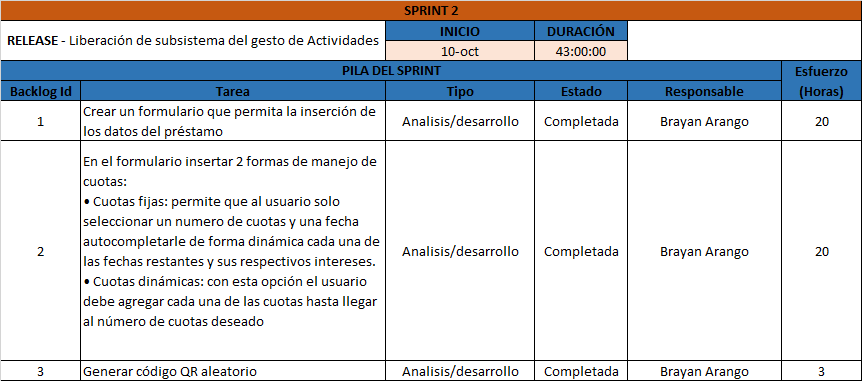 SPRINT 2
RELEASE - Liberación de subsistema del gesto de Actividades
INICIO
DURACIÓN
10-oct
43:00:00
PILA DEL SPRINT
Esfuerzo
(Horas)
Backlog Id
Tarea
Tipo
Estado
Responsable
1
Crear un formulario que permita la inserción de
los datos del préstamo
Analisis/desarrollo
Completada
Brayan Arango
20
2
En el formulario insertar 2 formas de manejo de
cuotas:
• Cuotas fijas: permite que al usuario solo
seleccionar un numero de cuotas y una fecha
autocompletarle de forma dinámica cada una de
las fechas restantes y sus respectivos intereses.
• Cuotas dinámicas: con esta opción el usuario
debe agregar cada una de las cuotas hasta llegar
al número de cuotas deseado
Analisis/desarrollo
Completada
Brayan Arango
20
3
Generar código QR aleatorio
Analisis/desarrollo
Completada
Brayan Arango
3